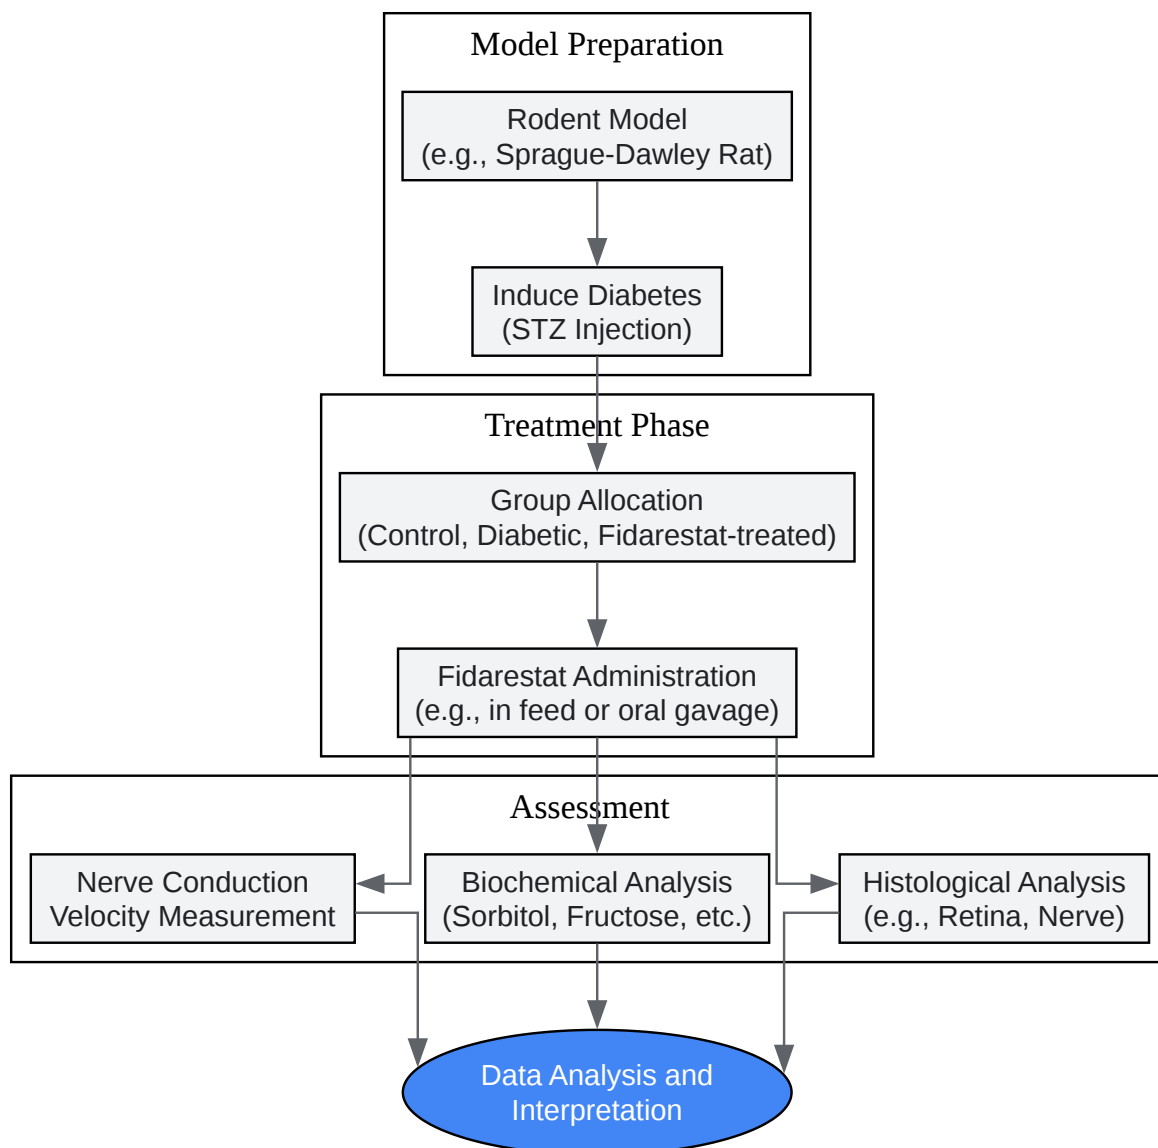 Model Preparation
Rodent Model
(e.g., Sprague-Dawley Rat)
Induce Diabetes
(STZ Injection)
Treatment Phase
Group Allocation
(Control, Diabetic, Fidarestat-treated)
Fidarestat Administration
(e.g., in feed or oral gavage)
Assessment
Nerve Conduction
Velocity Measurement
Biochemical Analysis
(Sorbitol, Fructose, etc.)
Histological Analysis
(e.g., Retina, Nerve)
Data Analysis and
Interpretation